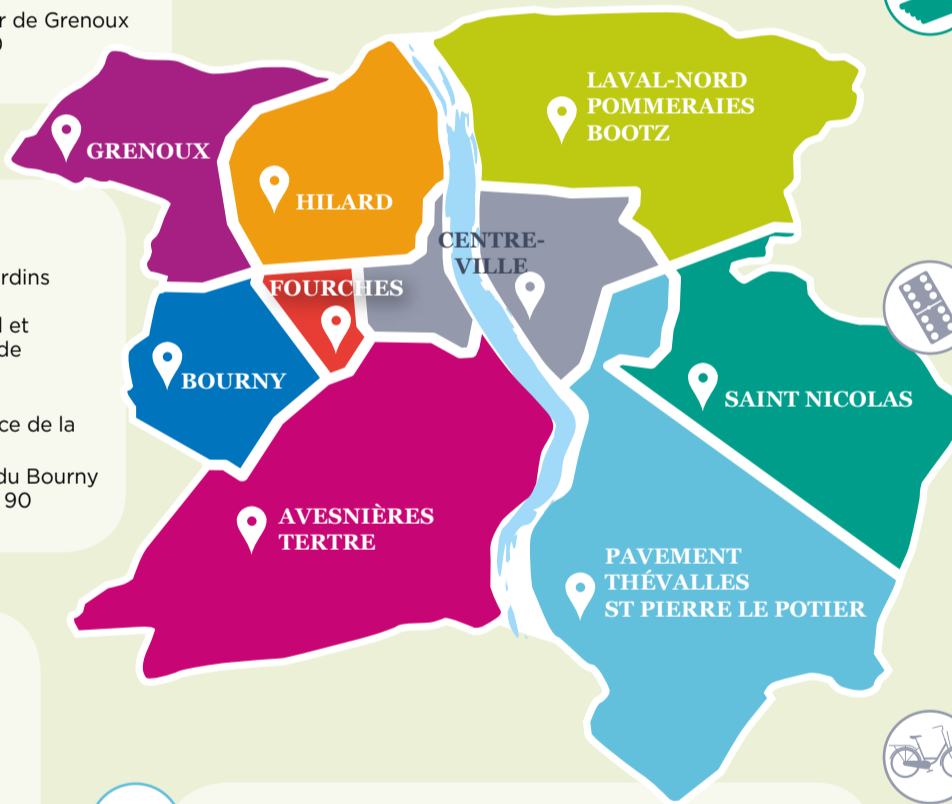 r de Grenoux
rdins
l et
de
ce de la
du Bourny
90
GRENOUX
HILARD
LAVAL-NORD
POMMERAIES
BOOTZ
CENTRE-
VILLE
FOURCHES
BOURNY
SAINT NICOLAS
AVESNIÈRES
TERTRE
PAVEMENT
THÉVALLES
ST PIERRE LE POTIER